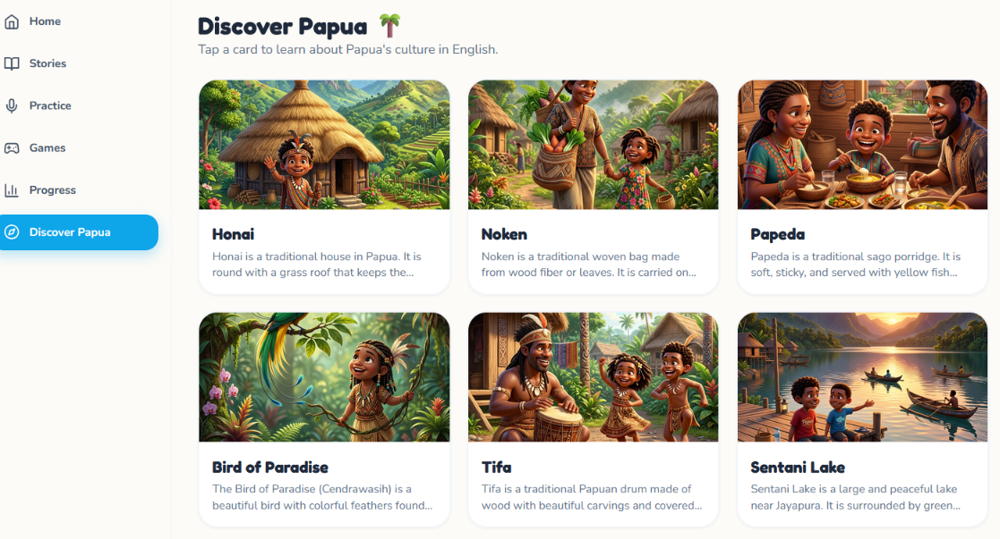 Home
Stories
Practice
Games
Progress
Discover Papua
Discover Papua
Tap a card to learn about Papua's culture in English.
Honai
Honai is a traditional house in Papua. It is
round with a grass roof that keeps the...
Noken
Noken is a traditional woven bag made
from wood fiber or leaves. It is carried on...
Papeda
Papeda is a traditional sago porridge. It is
soft, sticky, and served with yellow fish...
Bird of Paradise
The Bird of Paradise (Cendrawasih) is a
beautiful bird with colorful feathers found...
Tifa
Tifa is a traditional Papuan drum made of
wood with beautiful carvings and covered...
Sentani Lake
Sentani Lake is a large and peaceful lake
near Jayapura. It is surrounded by green...